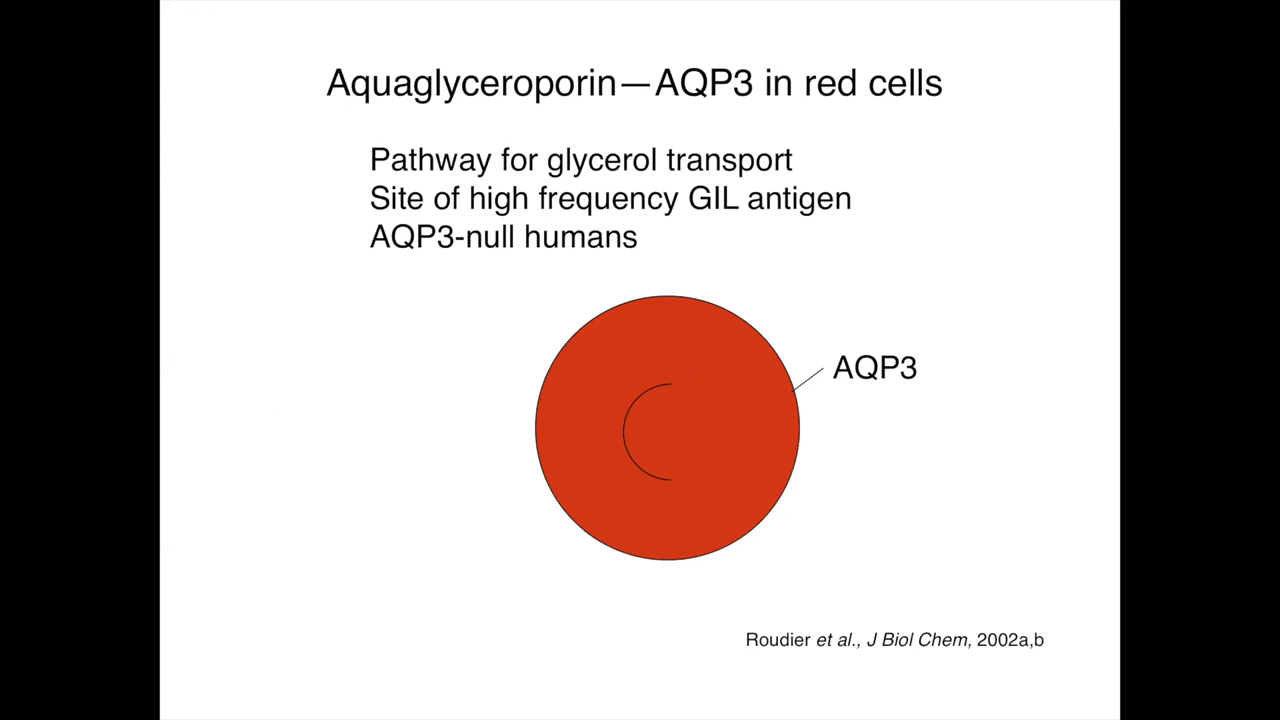 Aquaglyceroporin—AQP3 in red cells
Pathway for glycerol transport
Site of high frequency GIL antigen
AQP3-null humans
AQP3
Roudier et al., J Biol Chem, 2002a,b